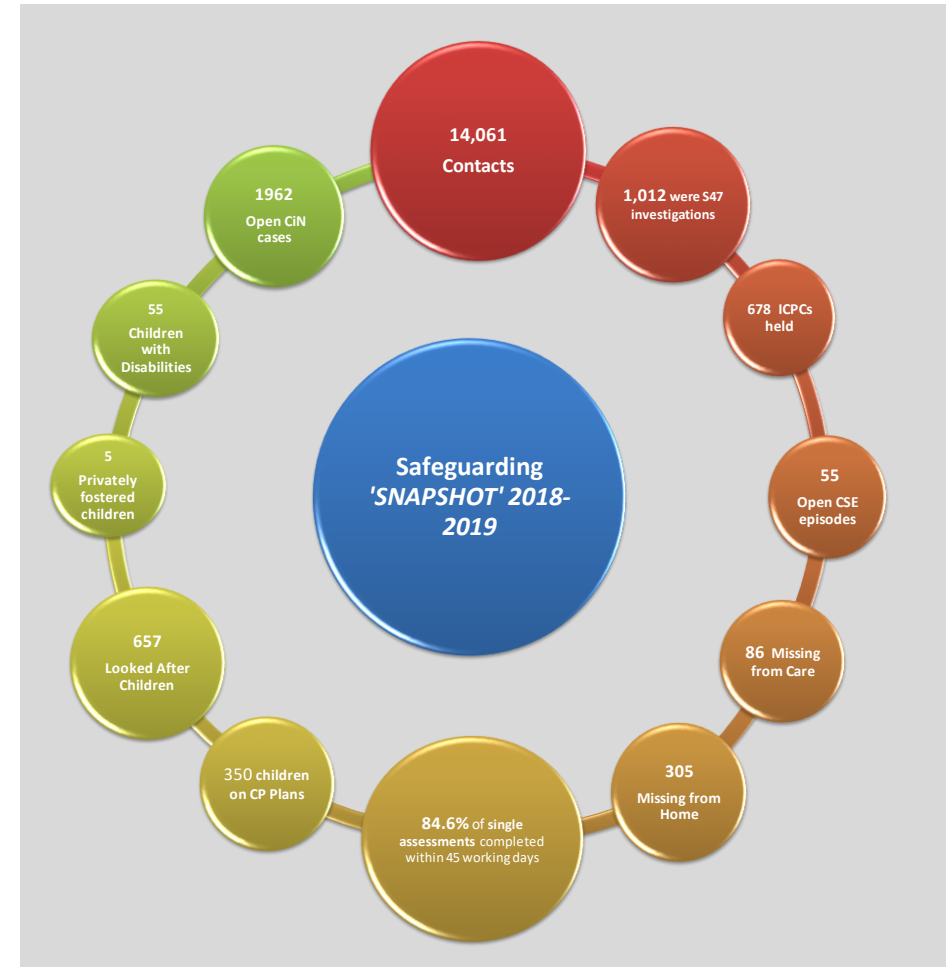 14,061
Contacts
1,012 were S47
investigations
678 ICPCs
held
55
Open CSE
episodes
86 Missing
from Care
305
Missing from
Home
84.6% of single
assessments completed
within 45 working days
350 children
on CP Plans
657
Looked After
Children
5
Privately
fostered
children
55
Children
with
Disabilities
1962
Open CiN
cases
Safeguarding
'SNAPSHOT' 2018-
2019